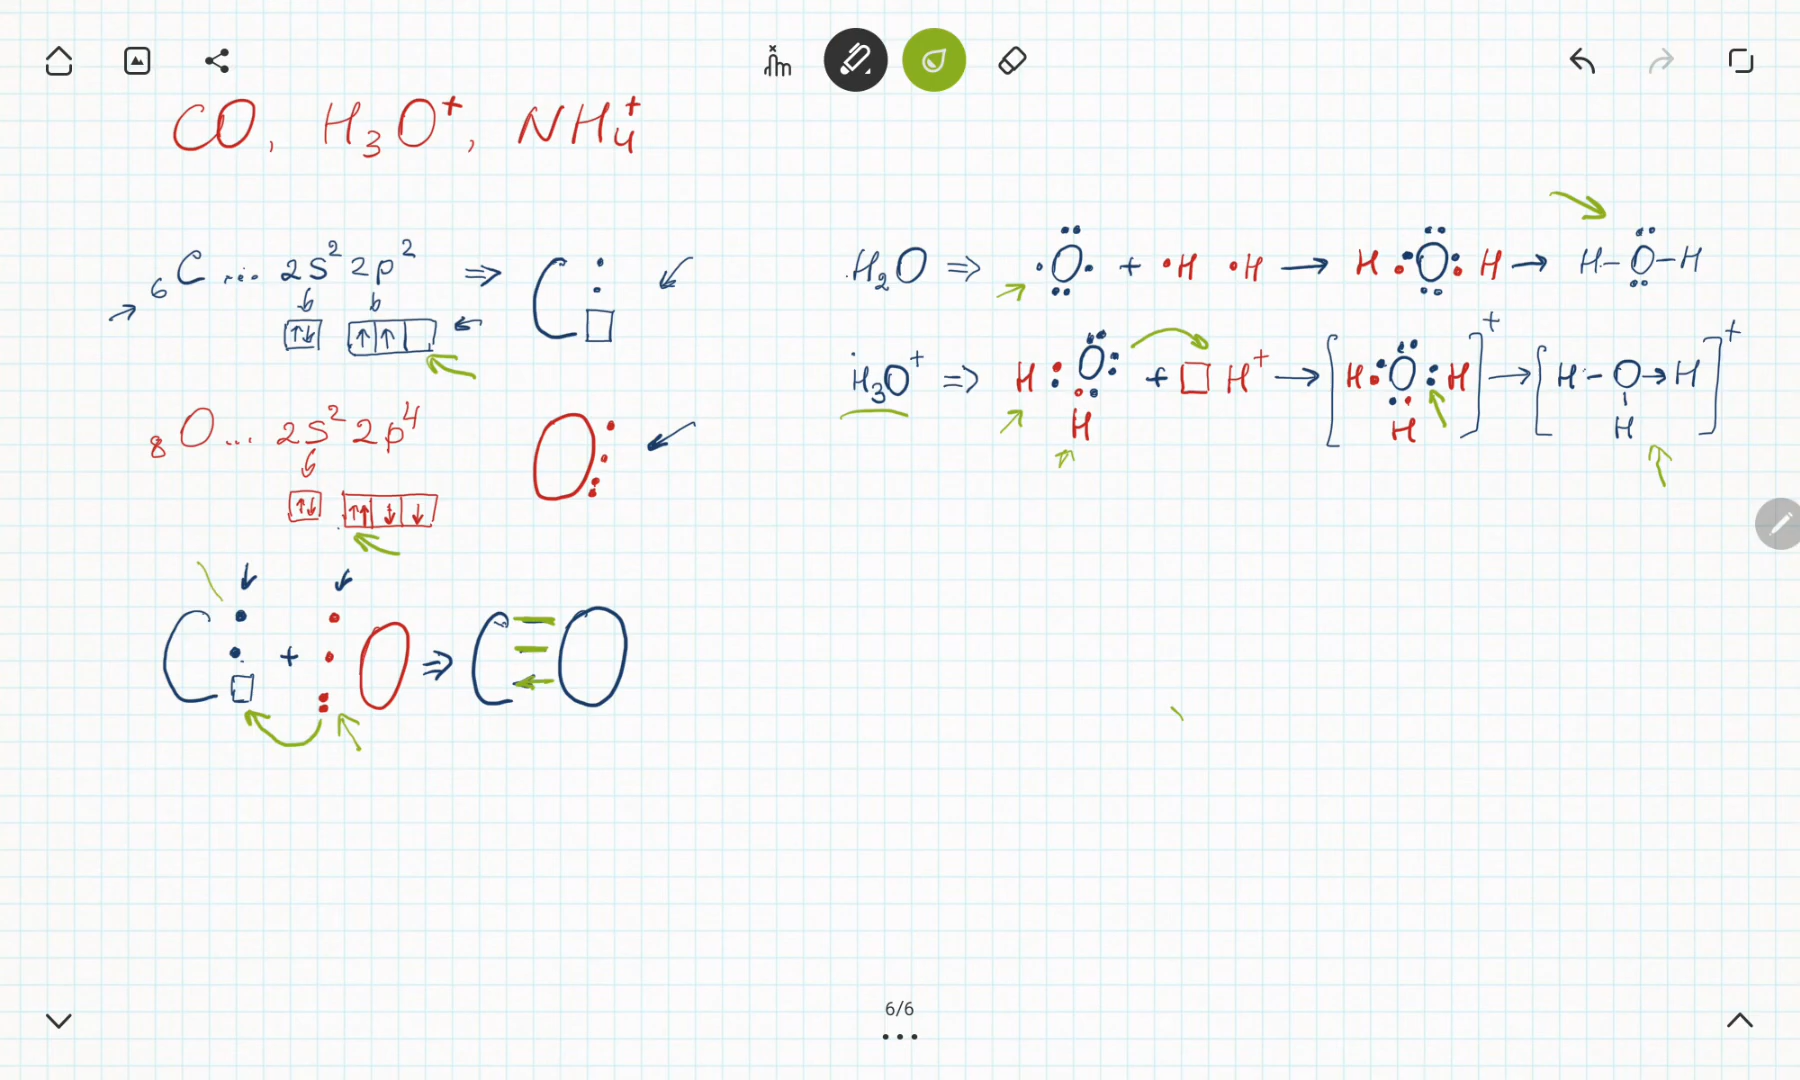 CO, H₃O⁺, NH₄⁺
₆C ... 2s² 2p² ⇒ C
₈O ... 2s² 2p⁴ O
C + O ⇒ C O
H₂O ⇒ O + H H → H O H → H–O–H
H₃O⁺ ⇒ H O + H⁺ → [H O H]⁺ → [H–O→H]⁺
H H H
6/6